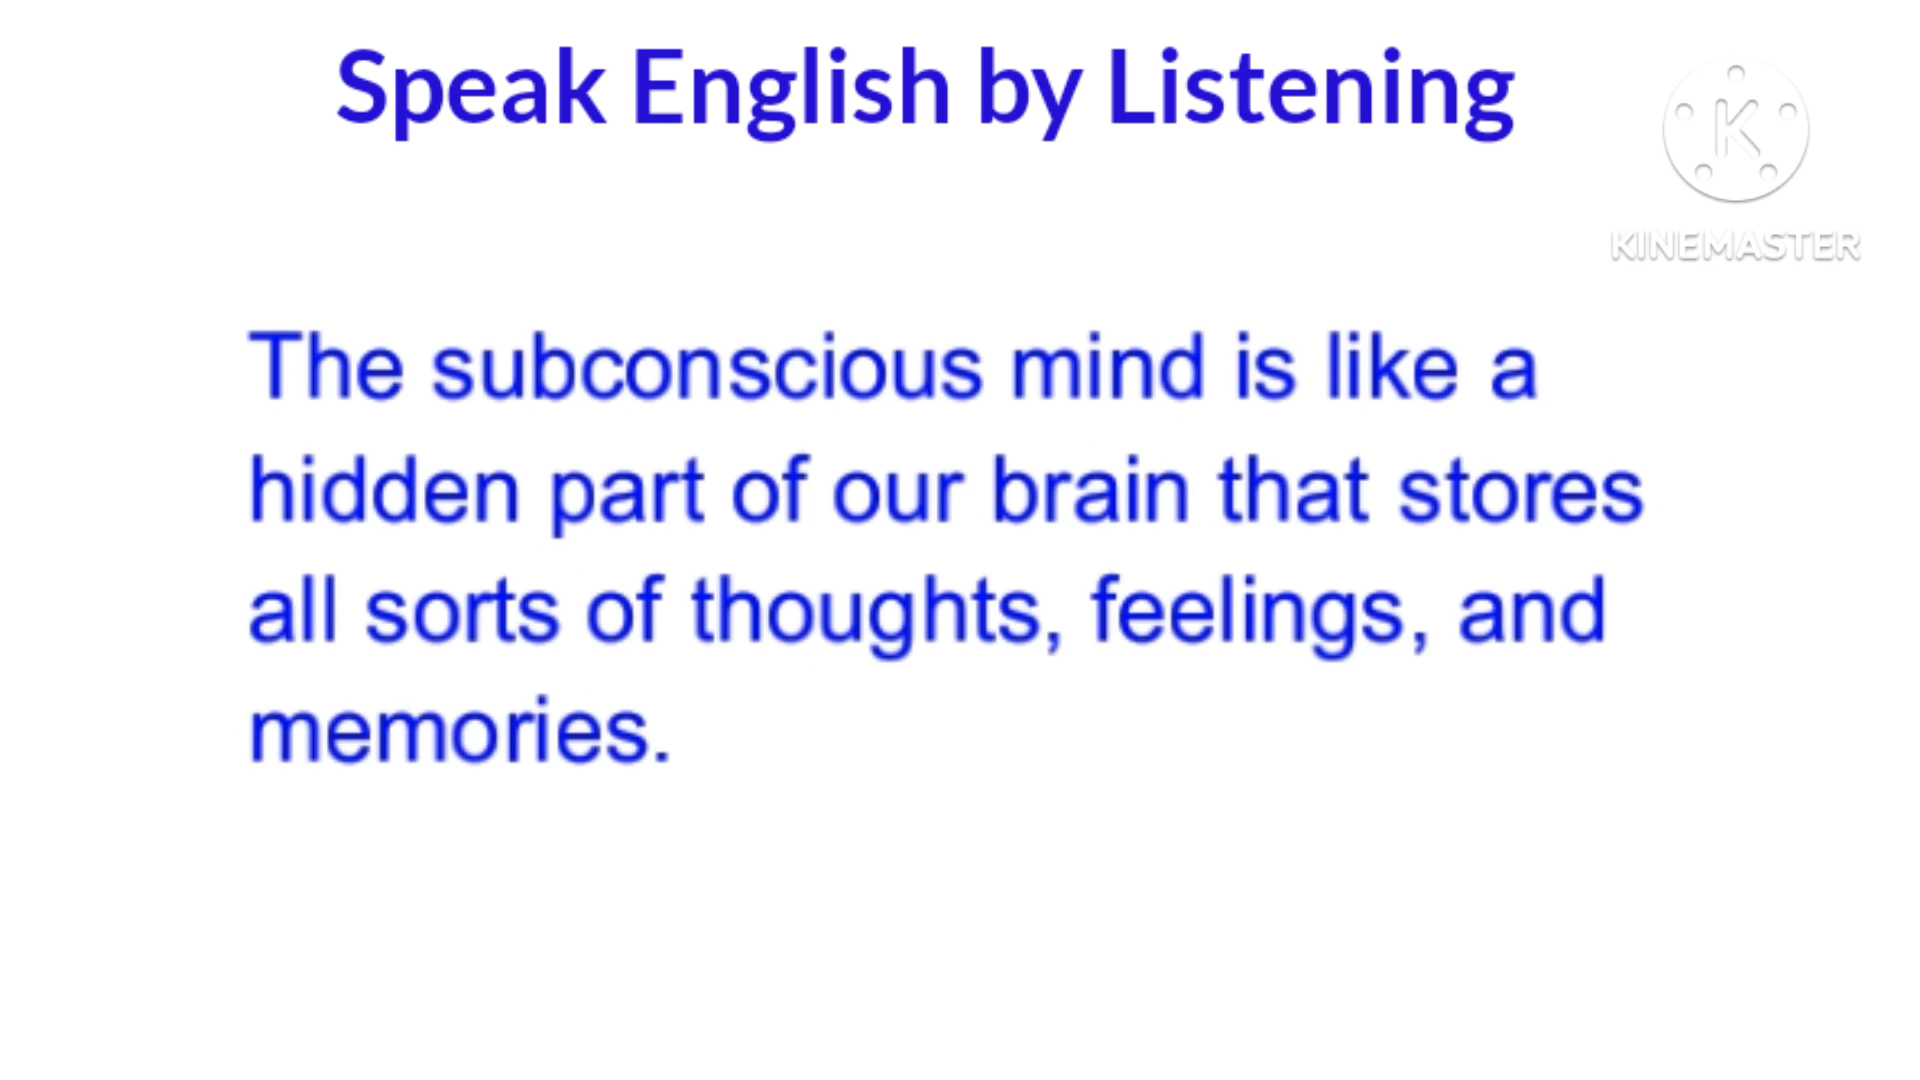 Speak English by Listening
K
KINEMASTER
The subconscious mind is like a
hidden part of our brain that stores
all sorts of thoughts, feelings, and
memories.